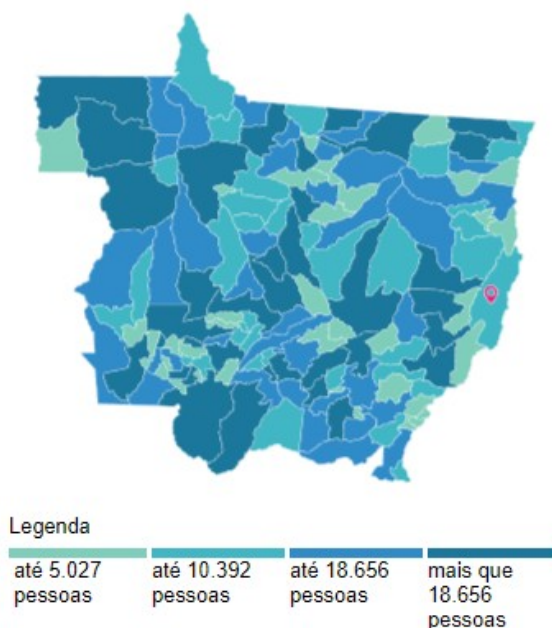 Legenda
até 5.027 pessoas
até 10.392 pessoas
até 18.656 pessoas
mais que 18.656 pessoas